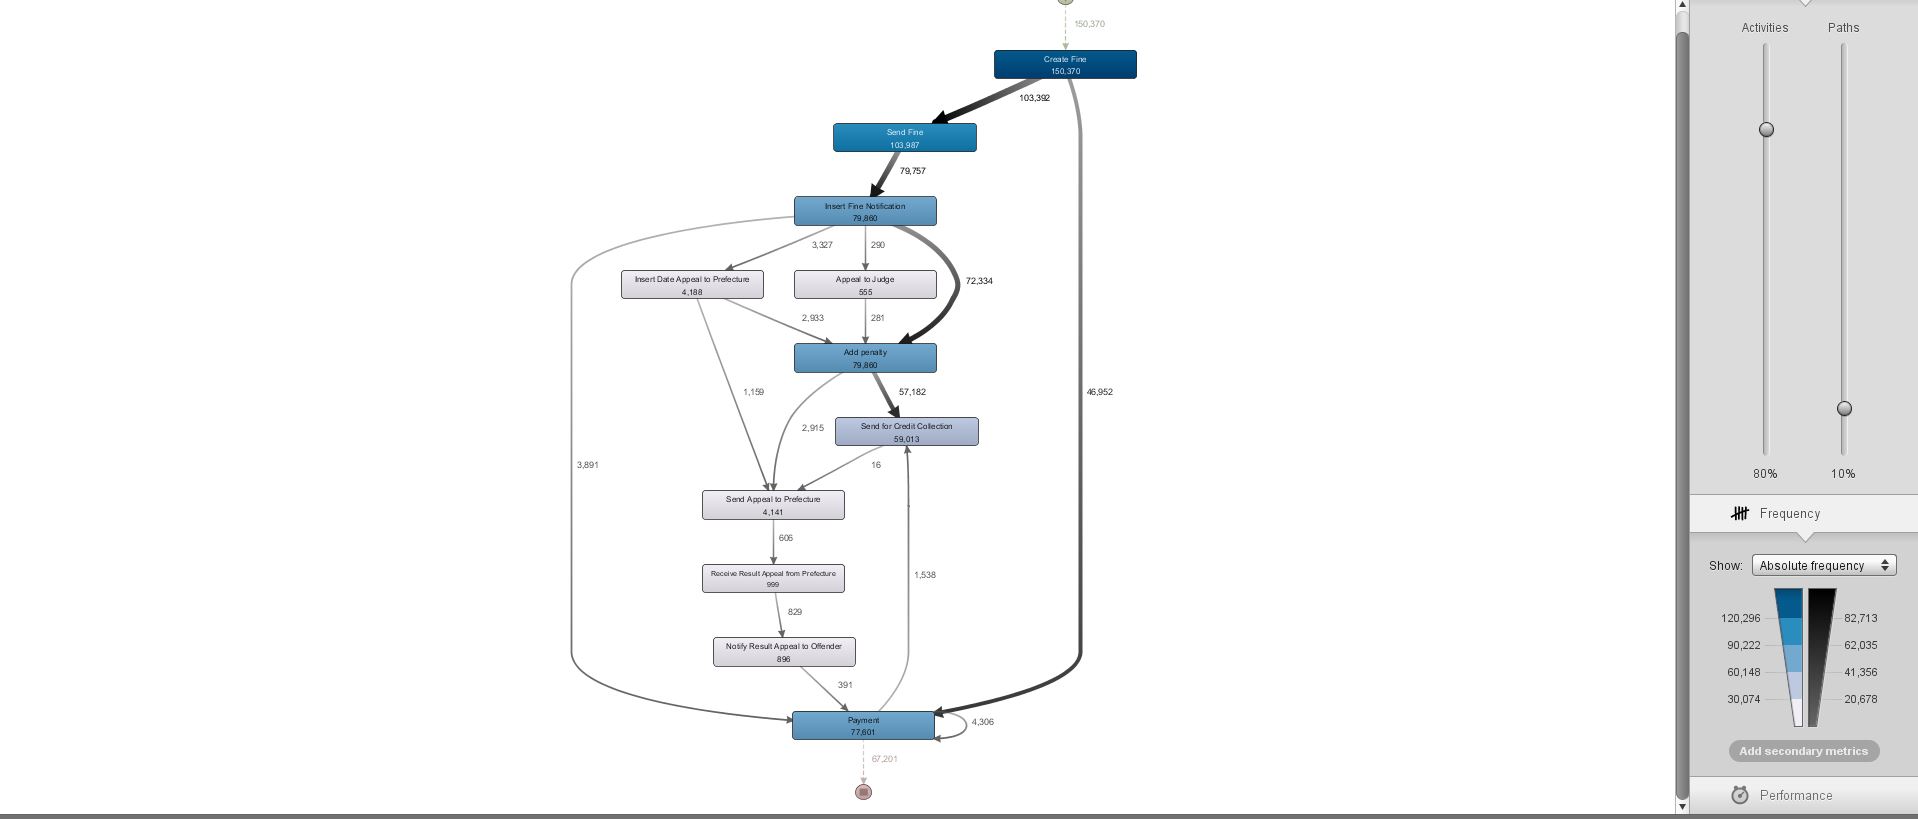 150,370
Create Fine
150,370
103,392
Send Fine
103,987
79,757
Insert Fine Notification
79,860
3,327
290
72,334
Insert Date Appeal to Prefecture
4,188
Appeal to Judge
555
2,933
281
Add penalty
79,860
1,159
57,182
46,952
2,915
Send for Credit Collection
59,013
3,891
16
Send Appeal to Prefecture
4,141
606
Receive Result Appeal from Prefecture
999
1,538
829
Notify Result Appeal to Offender
896
391
Payment
77,601
4,306
67,201
Activities
Paths
80%
10%
Frequency
Show:
Absolute frequency
120,296
82,713
90,222
62,035
60,148
41,356
30,074
20,678
Add secondary metrics
Performance